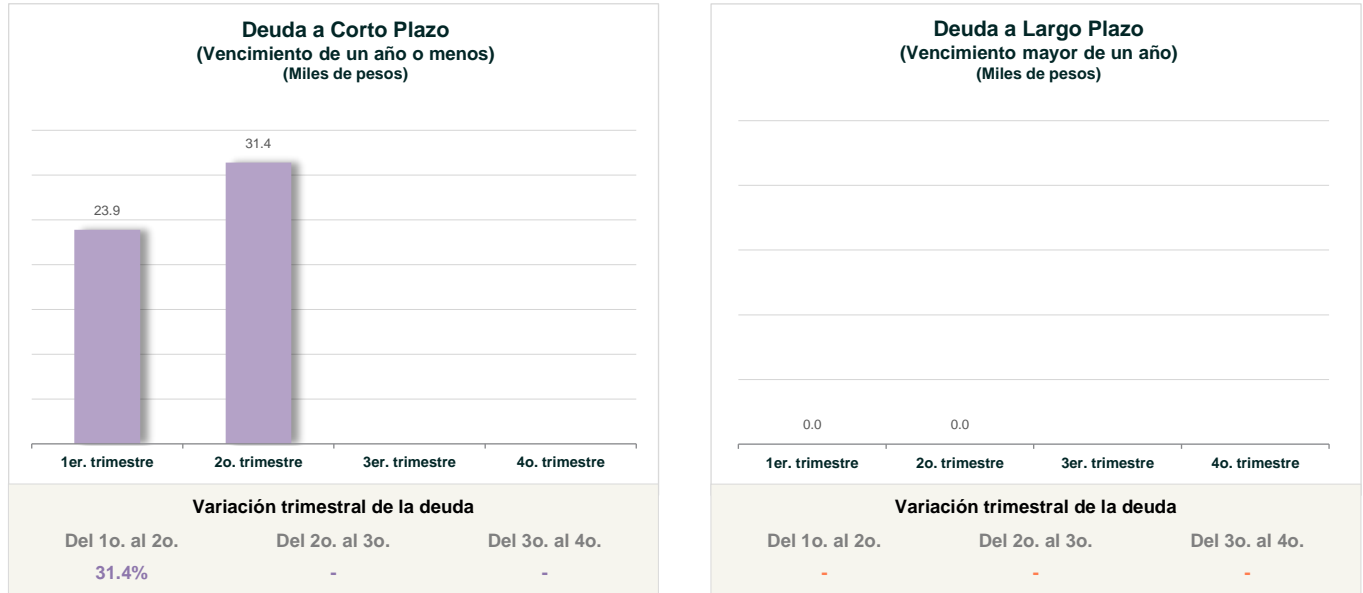 Deuda a Corto Plazo
(Vencimiento de un año o menos)
(Miles de pesos)
31.4
23.9
1er. trimestre 2o. trimestre 3er. trimestre 4o. trimestre
Variación trimestral de la deuda
Del 1o. al 2o. Del 2o. al 3o. Del 3o. al 4o.
31.4% - -
Deuda a Largo Plazo
(Vencimiento mayor de un año)
(Miles de pesos)
0.0 0.0
1er. trimestre 2o. trimestre 3er. trimestre 4o. trimestre
Variación trimestral de la deuda
Del 1o. al 2o. Del 2o. al 3o. Del 3o. al 4o.
- - -